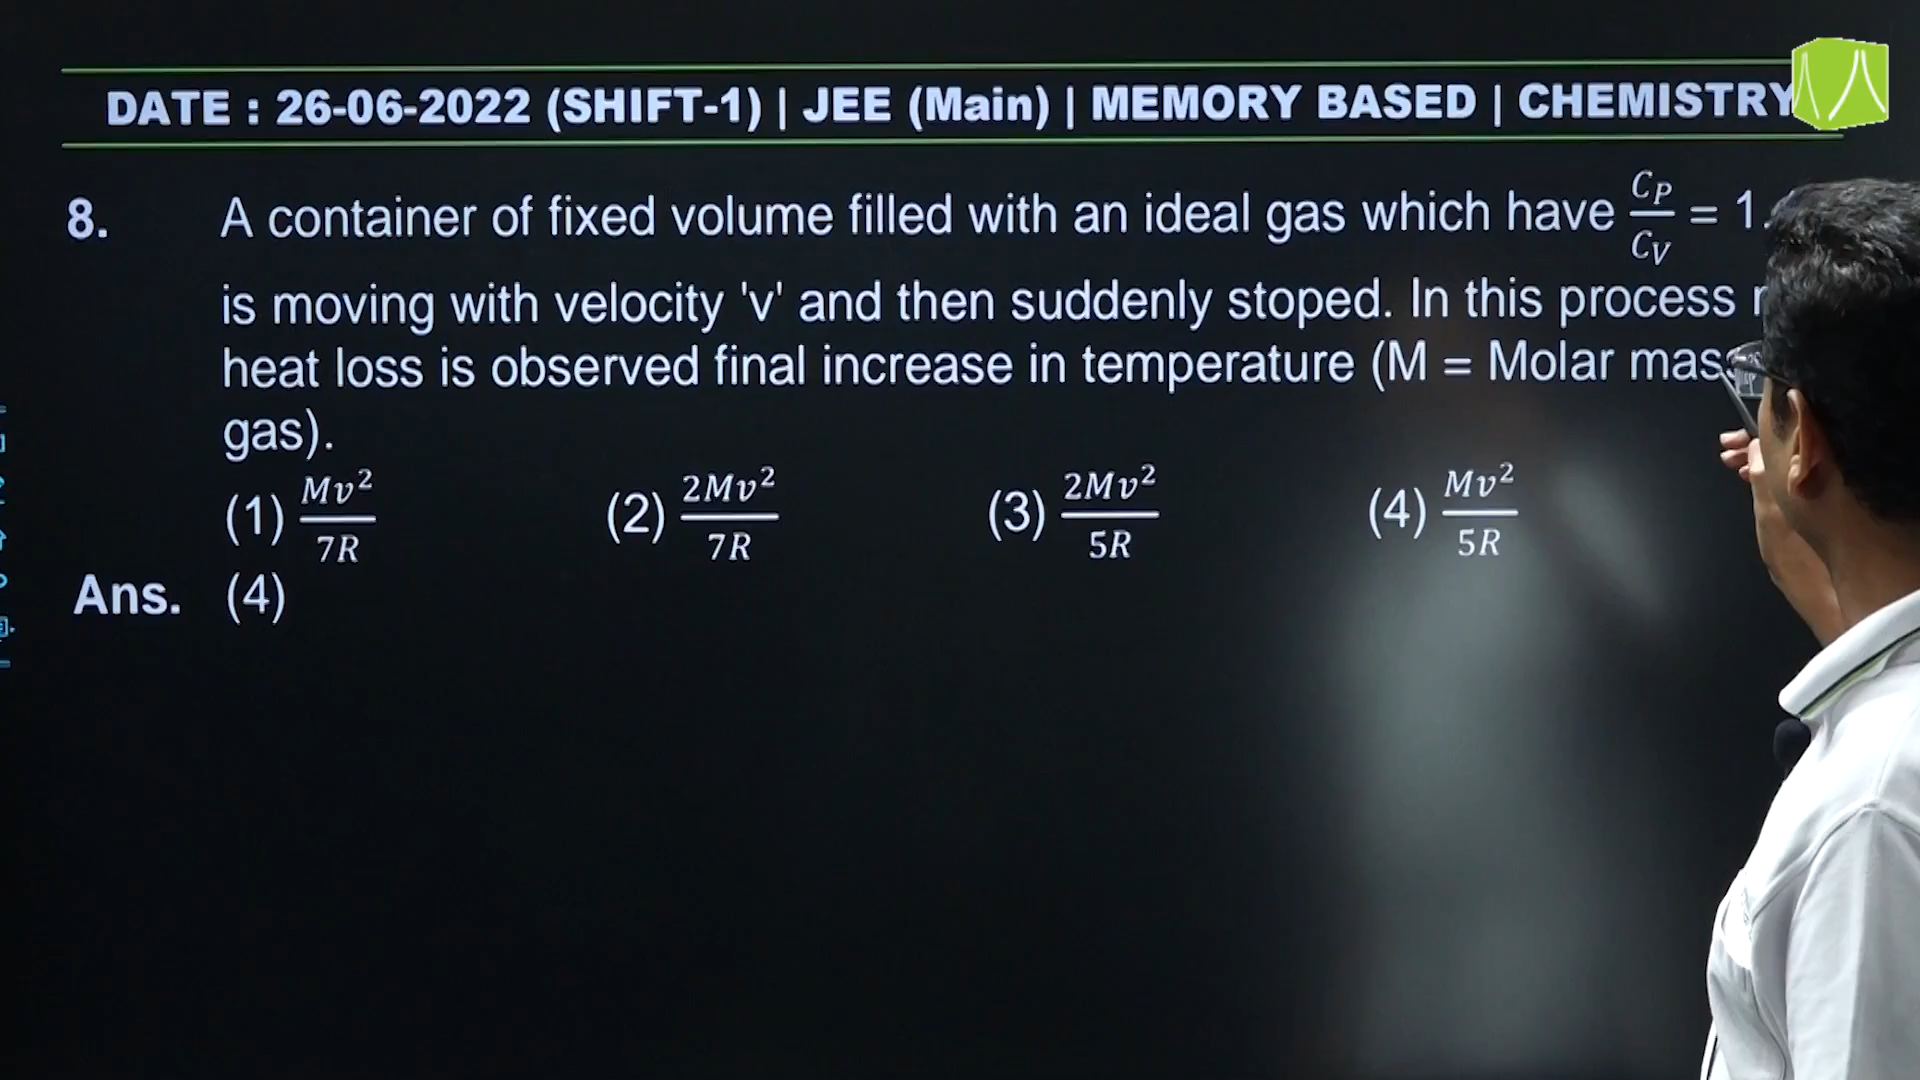 DATE : 26-06-2022 (SHIFT-1) | JEE (Main) | MEMORY BASED | CHEMISTRY
8. A container of fixed volume filled with an ideal gas which have C_P/C_V = 1.
is moving with velocity 'v' and then suddenly stoped. In this process
heat loss is observed final increase in temperature (M = Molar mass
gas).
(1) Mv²/7R (2) 2Mv²/7R (3) 2Mv²/5R (4) Mv²/5R
Ans. (4)